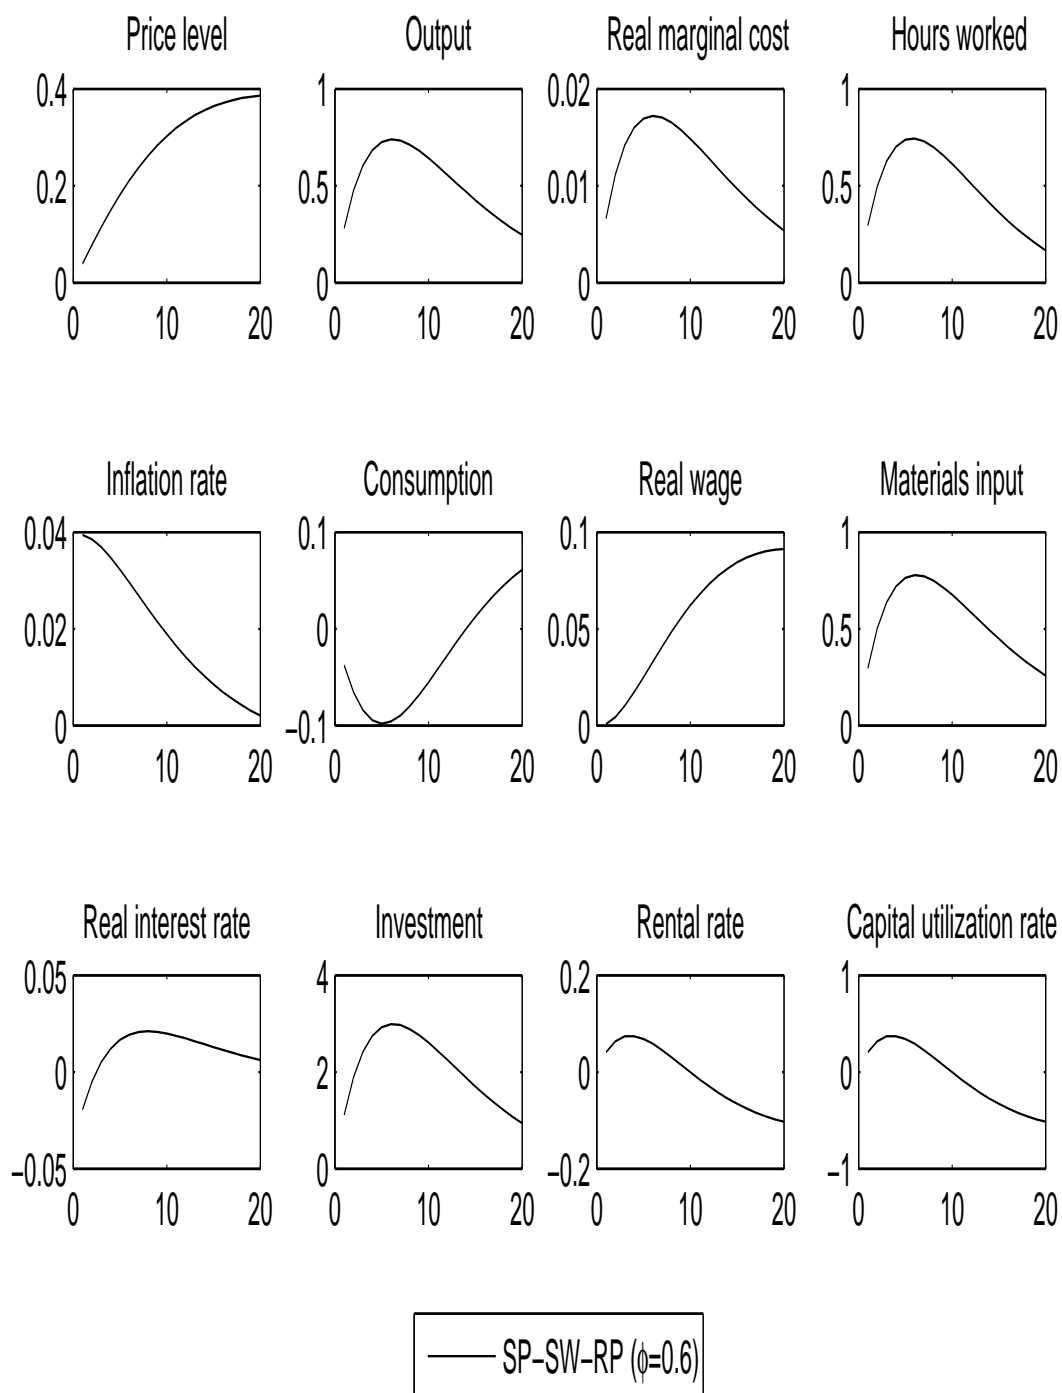 Price level
Output
Real marginal cost
Hours worked
0.4
0.2
0
0 10 20
1
0.5
0
0 10 20
0.02
0.01
0
0 10 20
1
0.5
0
0 10 20
Inflation rate
Consumption
Real wage
Materials input
0.04
0.02
0
0 10 20
0.1
0
−0.1
0 10 20
0.1
0.05
0
0 10 20
1
0.5
0
0 10 20
Real interest rate
Investment
Rental rate
Capital utilization rate
0.05
0
−0.05
0 10 20
4
2
0
0 10 20
0.2
0
−0.2
0 10 20
1
0
−1
0 10 20
SP−SW−RP (ϕ=0.6)